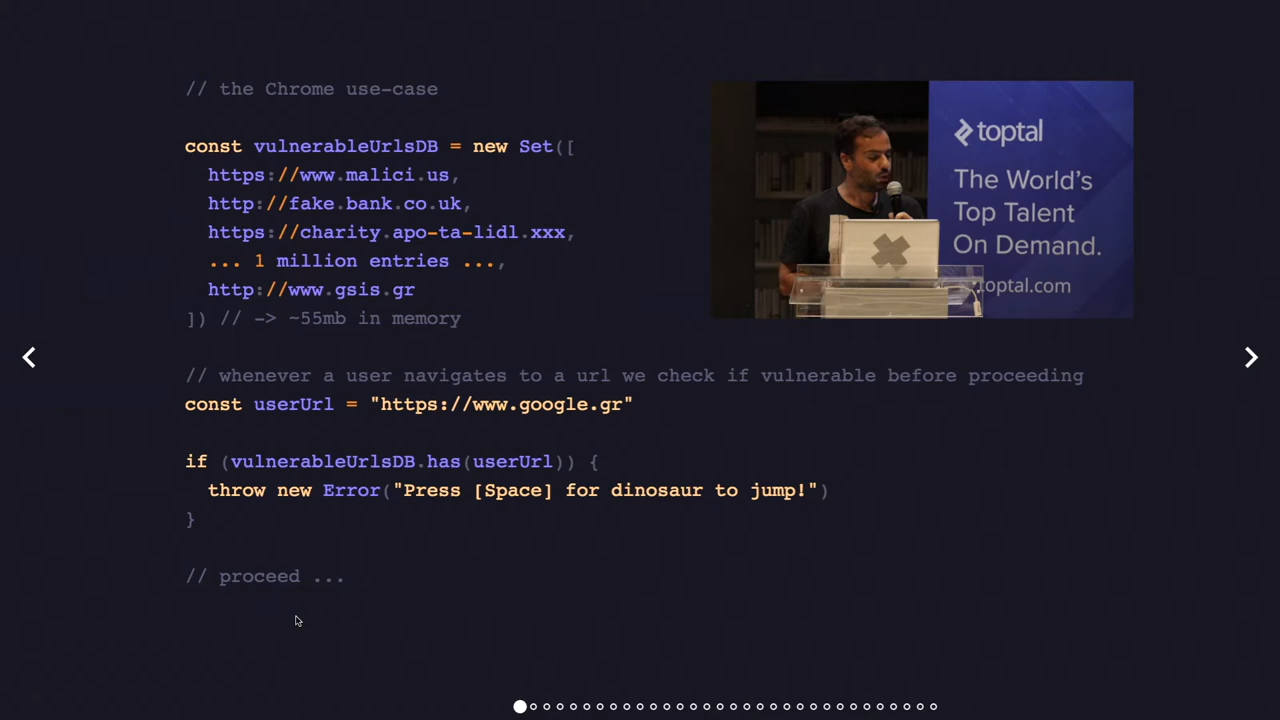 // the Chrome use-case
const vulnerableUrlsDB = new Set([
https://www.malici.us,
http://fake.bank.co.uk,
https://charity.apo-ta-lidl.xxx,
... 1 million entries ...,
http://www.gsis.gr
]) // -> ~55mb in memory
toptal
The World's
Top Talent
On Demand.
toptal.com
// whenever a user navigates to a url we check if vulnerable before proceeding
const userUrl = "https://www.google.gr"
if (vulnerableUrlsDB.has(userUrl)) {
throw new Error("Press [Space] for dinosaur to jump!")
}
// proceed ...